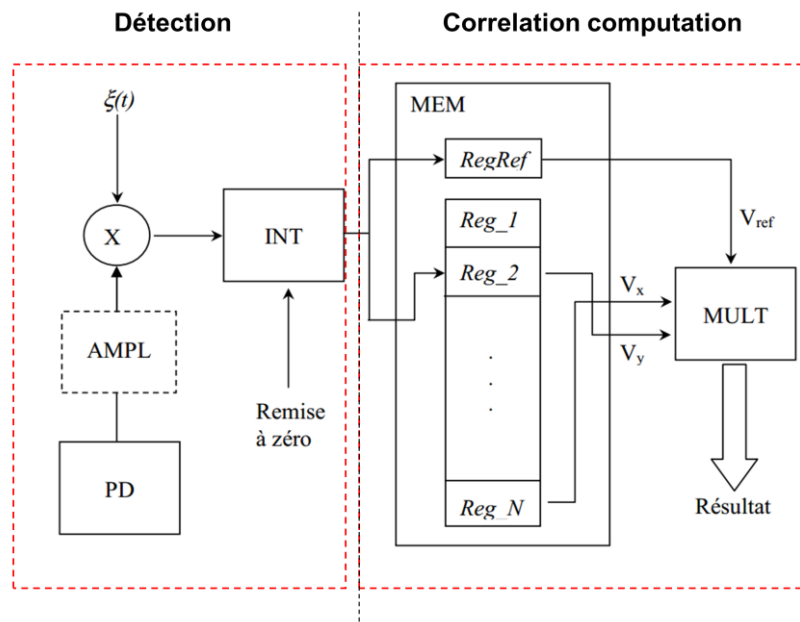 Détection
Correlation computation
ξ(t)
X
INT
AMPL
PD
Remise
à zéro
MEM
RegRef
Reg_1
Reg_2
.
.
.
Reg_N
Vref
Vx
Vy
MULT
Résultat